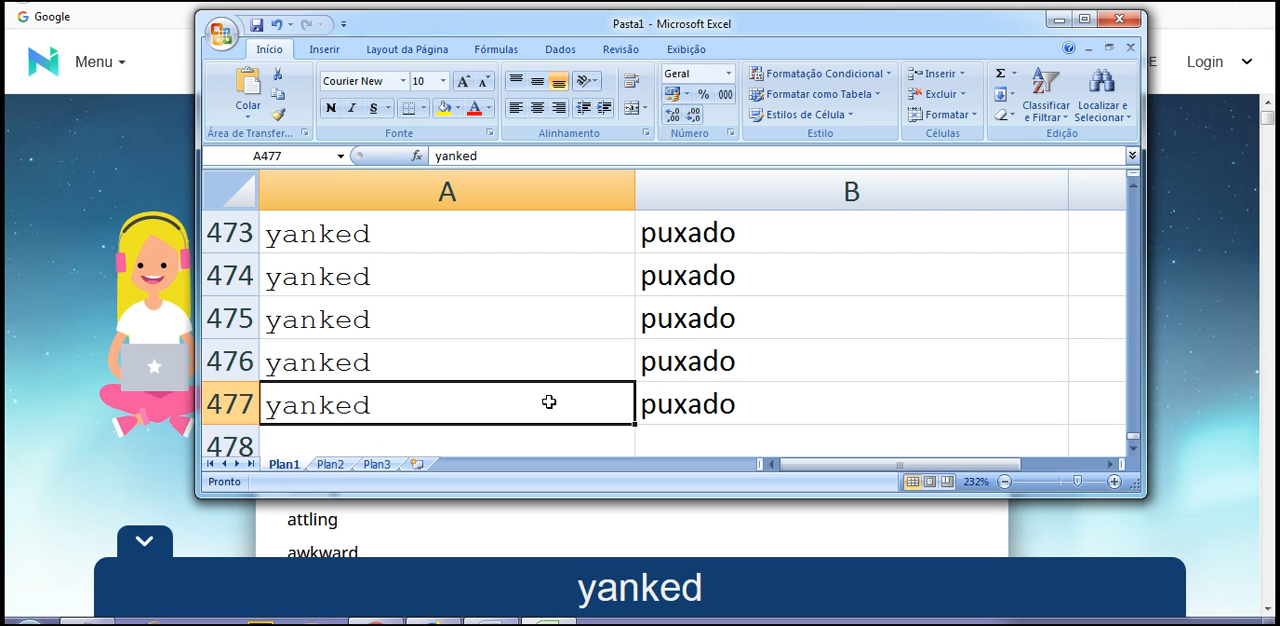 Google
Pasta1 - Microsoft Excel
Menu
E Login
Início Inserir Layout da Página Fórmulas Dados Revisão Exibição
Colar
Área de Transfer...
Courier New 10
N I S
Fonte
Alinhamento
Geral
% 000
Número
Formatação Condicional
Formatar como Tabela
Estilos de Célula
Estilo
Inserir
Excluir
Formatar
Células
Classificar e Filtrar
Localizar e Selecionar
Edição
A477 fx yanked
A B
473 yanked puxado
474 yanked puxado
475 yanked puxado
476 yanked puxado
477 yanked puxado
478
Plan1 Plan2 Plan3
Pronto 232%
attling
awkward
yanked